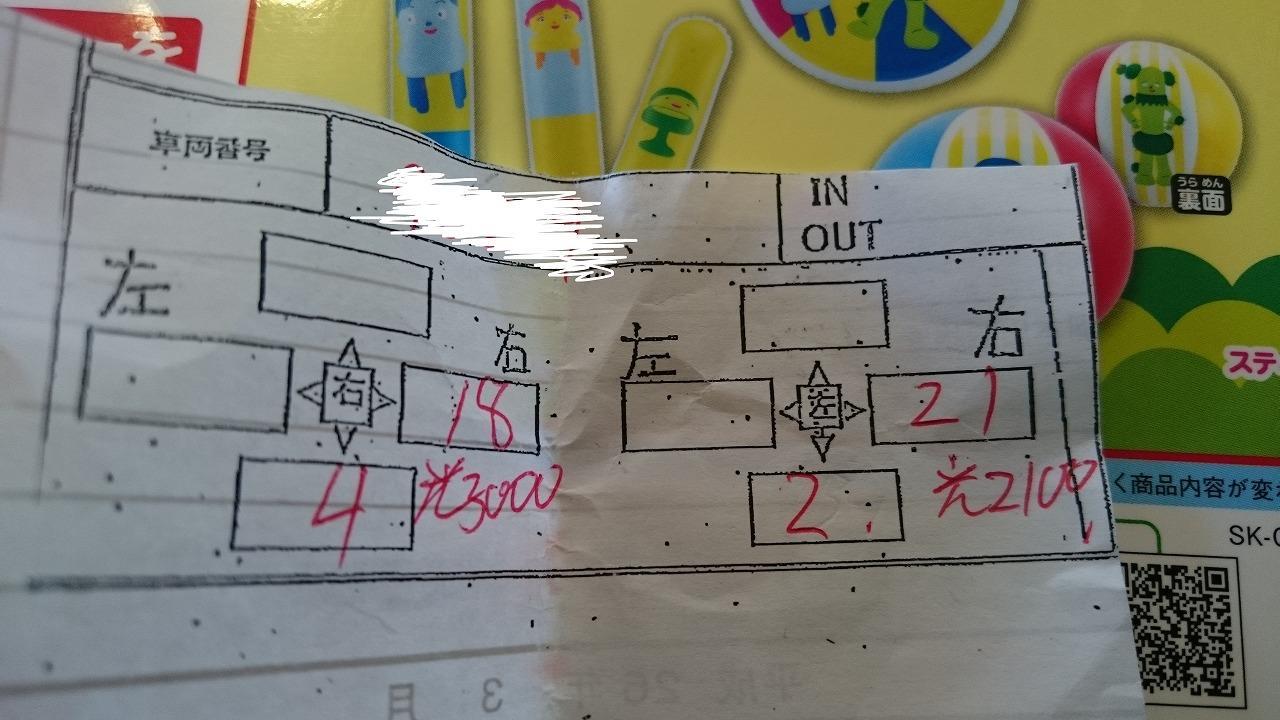 車両番号
IN
OUT
左
右
右
18
4
光3000
左
右
左
21
2
光2100
うらめん
裏面
ステ
く商品内容が変わ
SK-0
月
3
26